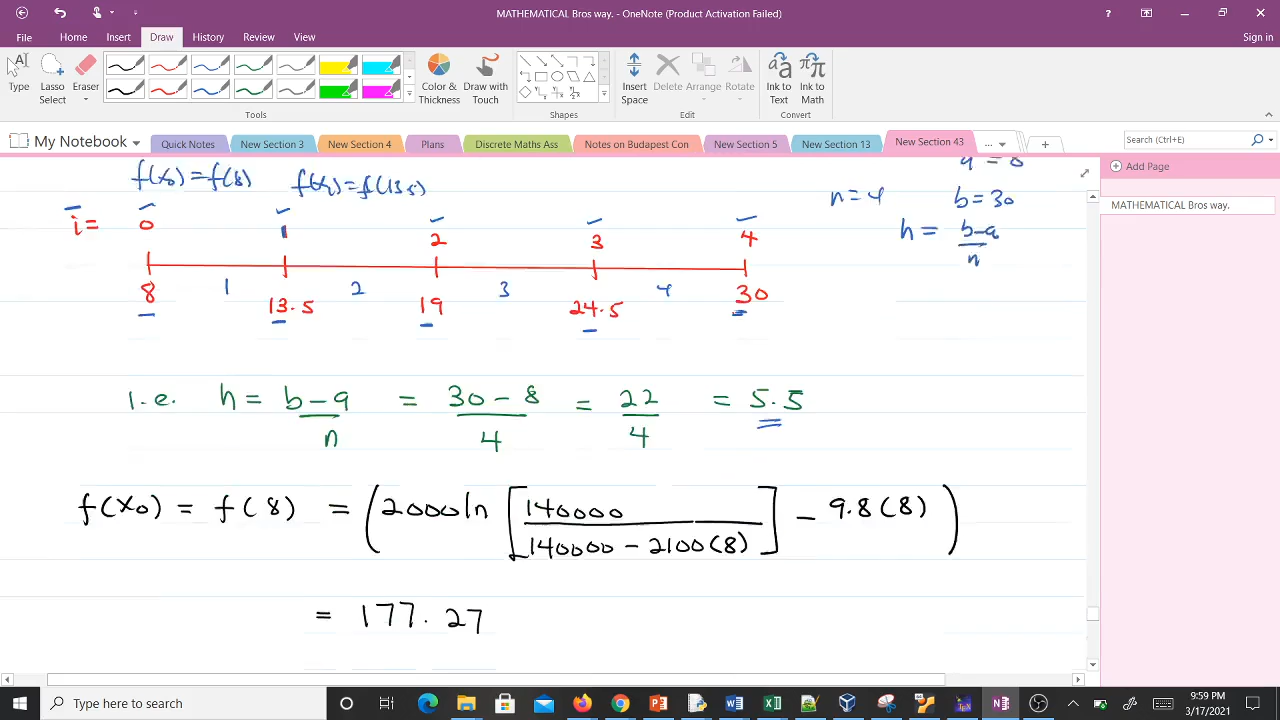 MATHEMATICAL Bros way. - OneNote (Product Activation Failed)
File Home Insert Draw History Review View Sign in
Type Lasso Select Eraser Color & Thickness Draw with Touch Insert Space Delete Arrange Rotate Ink to Text Ink to Math
Tools Shapes Edit Convert
My Notebook Quick Notes New Section 3 New Section 4 Plans Discrete Maths Ass Notes on Budapest Con New Section 5 New Section 13 New Section 43 ... Search (Ctrl+E)
Add Page
MATHEMATICAL Bros way.
f(x₀) = f(8) f(x₁) = f(13.5)
n = 4 b = 30
h = b-a / n
i = 0 1 2 3 4
1 2 3 4
8 13.5 19 24.5 30
i.e. h = b-a / n = 30-8 / 4 = 22 / 4 = 5.5
f(x₀) = f(8) = (2000 ln [140000 / 140000 - 2100(8)] - 9.8(8))
= 177.27
Type here to search
9:59 PM
3/17/2021